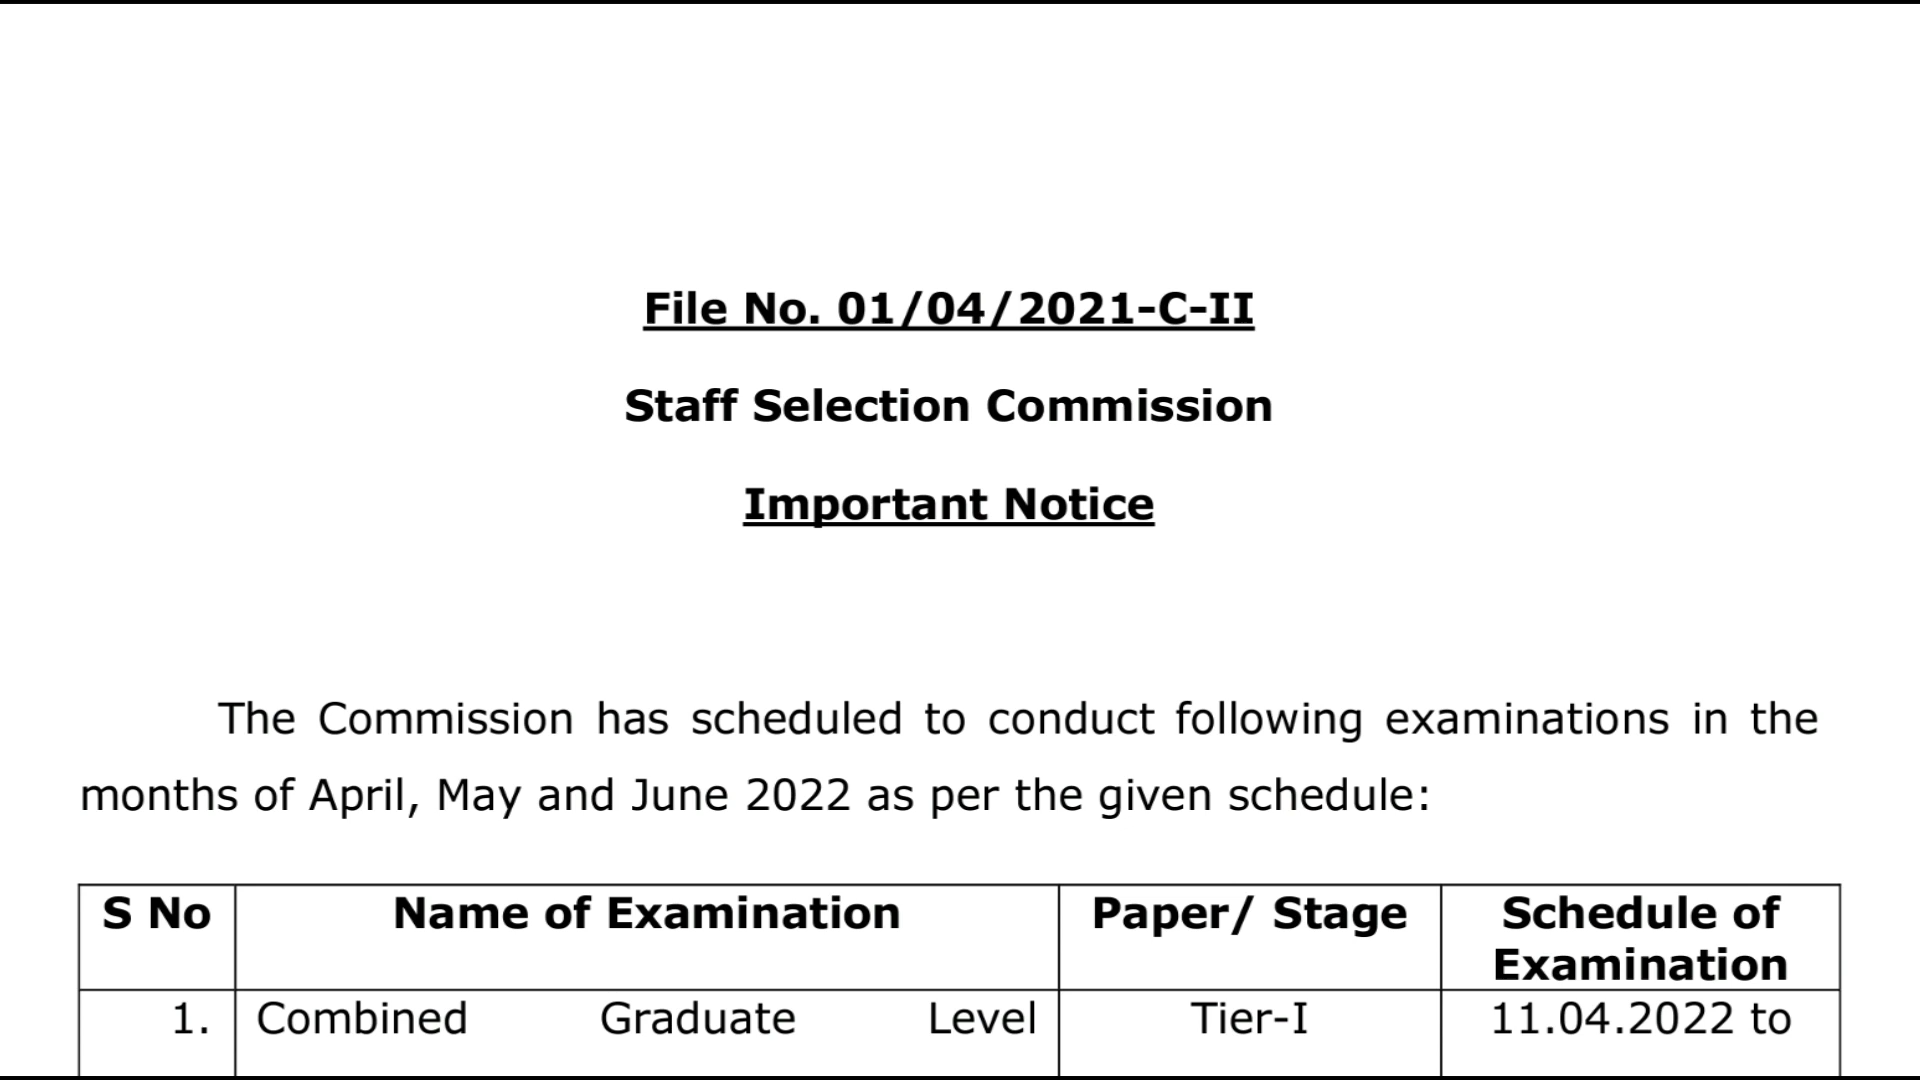 File No. 01/04/2021-C-II
Staff Selection Commission
Important Notice
The Commission has scheduled to conduct following examinations in the
months of April, May and June 2022 as per the given schedule:
S No Name of Examination Paper/ Stage Schedule of
Examination
1. Combined Graduate Level Tier-I 11.04.2022 to